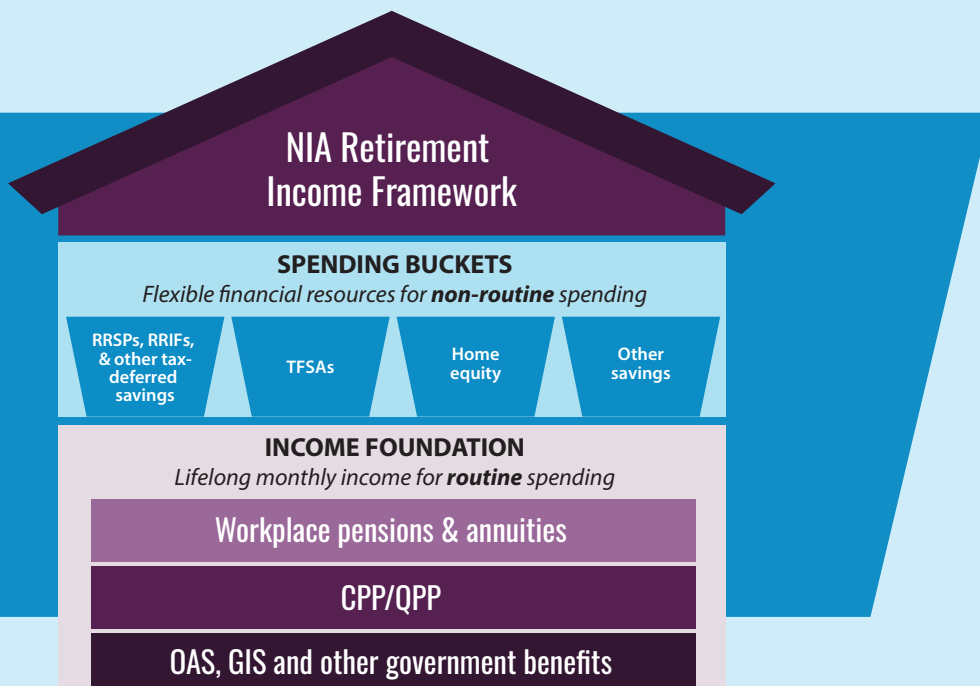 NIA Retirement
Income Framework
SPENDING BUCKETS
Flexible financial resources for non-routine spending
RRSPs, RRIFs,
& other tax-
deferred
savings
TFSAs
Home
equity
Other
savings
INCOME FOUNDATION
Lifelong monthly income for routine spending
Workplace pensions & annuities
CPP/QPP
OAS, GIS and other government benefits